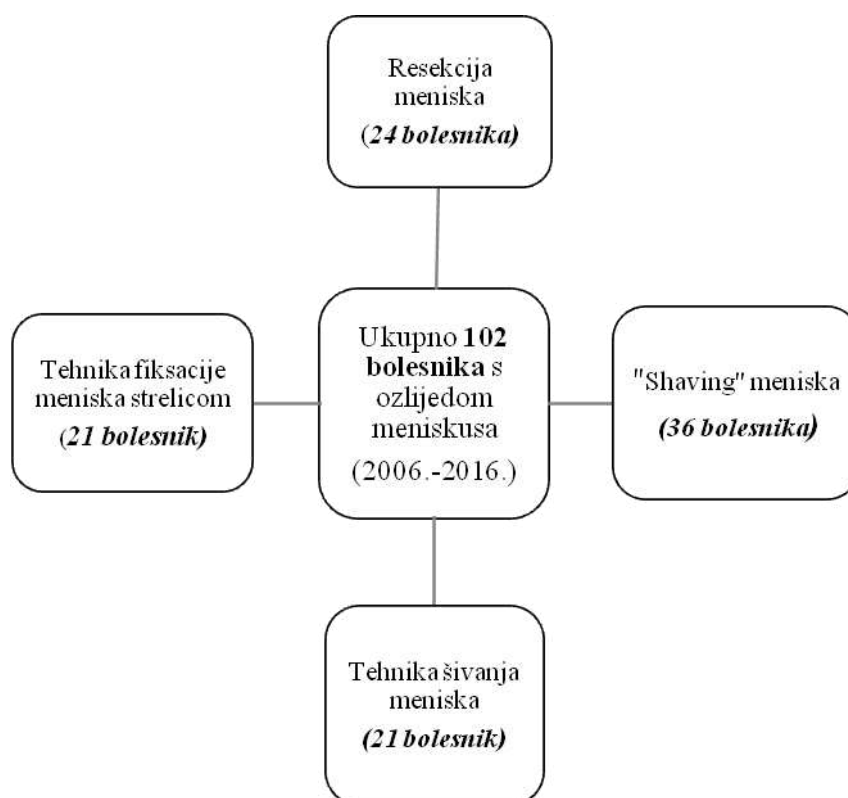 Resekcija
meniska
(24 bolesnika)
Tehnika fiksacije
meniska strelicom
(21 bolesnik)
Ukupno 102
bolesnika s
ozlijedom
meniskusa
(2006.-2016.)
"Shaving" meniska
(36 bolesnika)
Tehnika šivanja
meniska
(21 bolesnik)